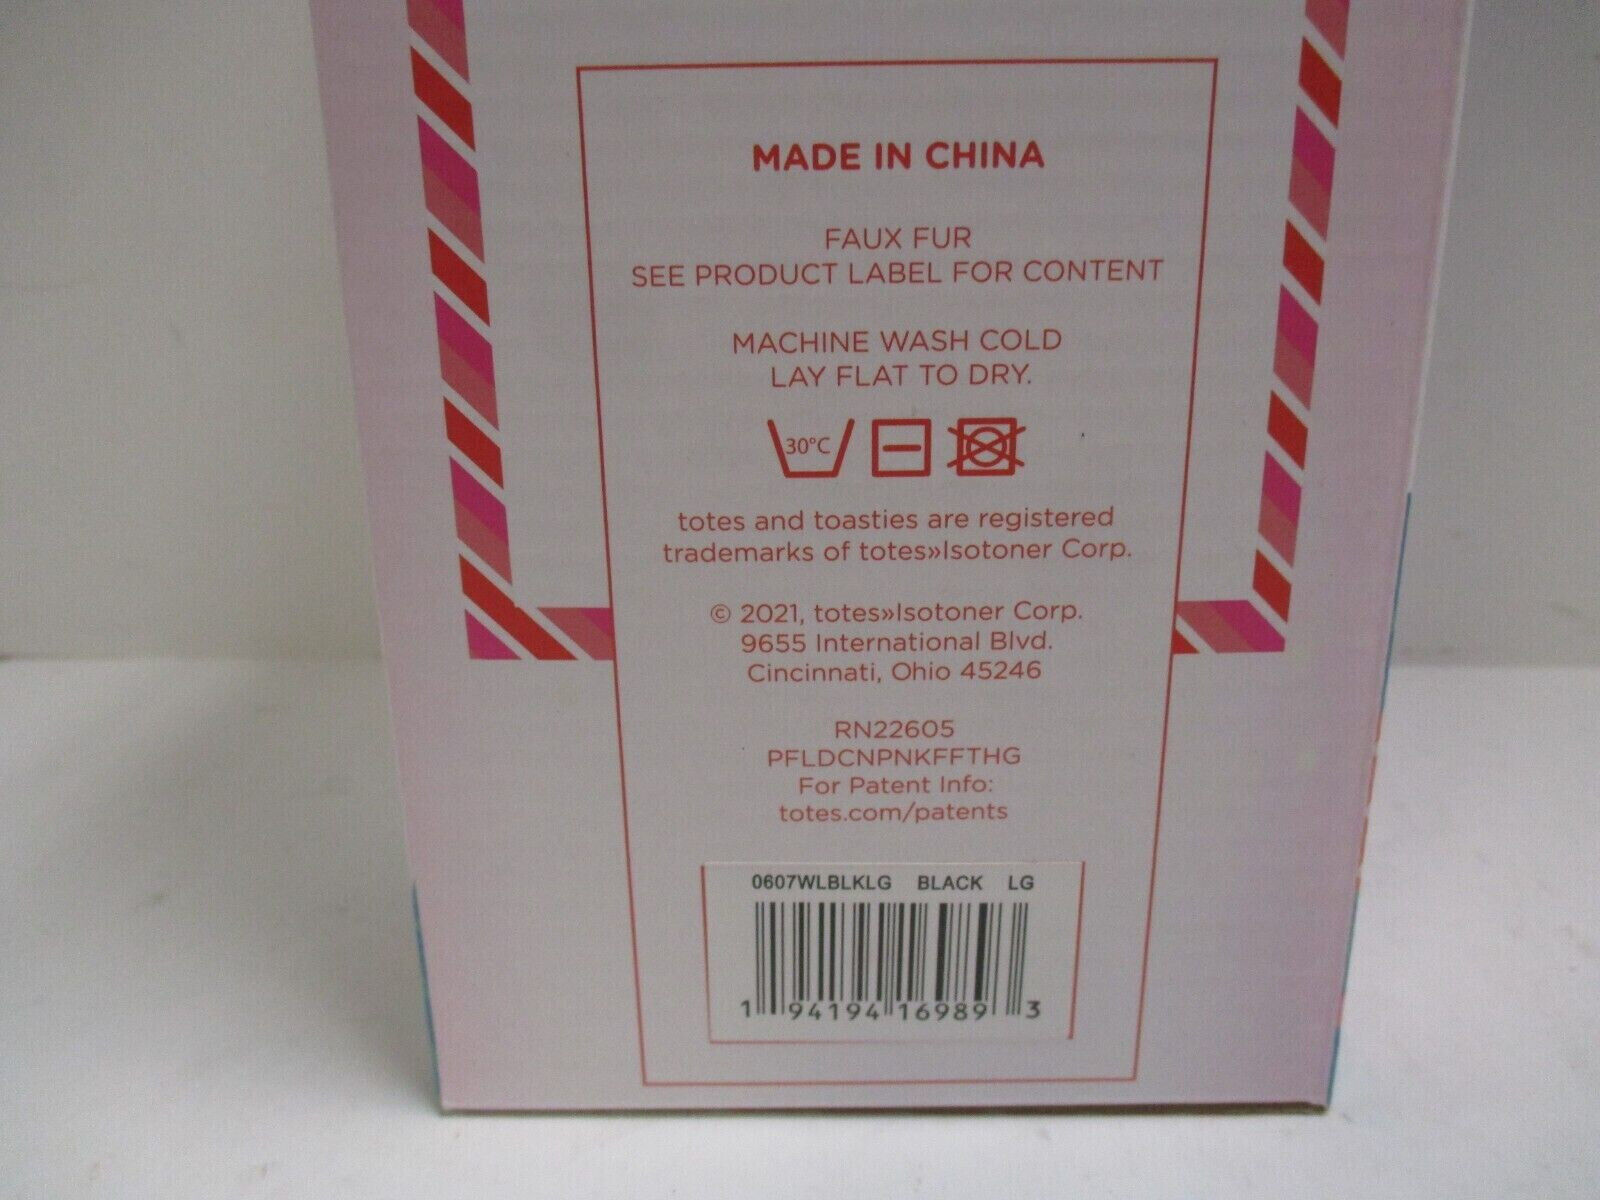 MADE IN CHINA
FAUX FUR
SEE PRODUCT LABEL FOR CONTENT
MACHINE WASH COLD
LAY FLAT TO DRY.
30°C
totes and toasties are registered
trademarks of totes»Isotoner Corp.
© 2021, totes»Isotoner Corp.
9655 International Blvd.
Cincinnati, Ohio 45246
RN22605
PFLDCNPNKFFTHG
For Patent Info:
totes.com/patents
0607WLBLKLG BLACK LG
1 94194 16989 3